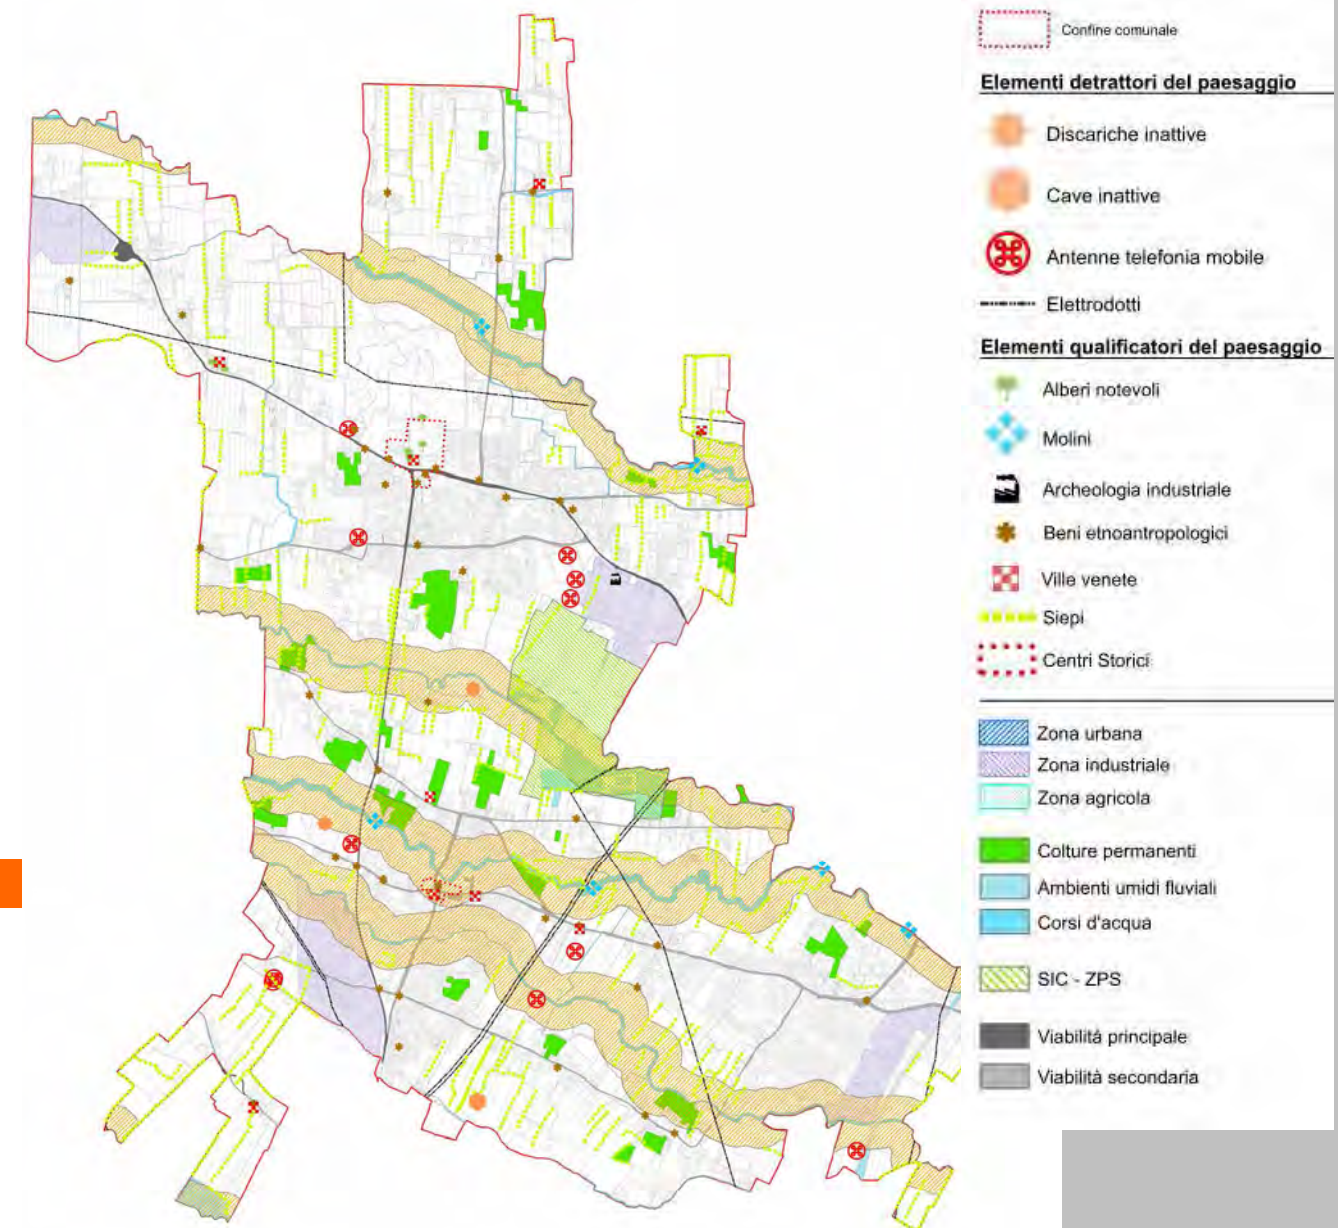 Confine comunale
Elementi detrattori del paesaggio
Discariche inattive
Cave inattive
Antenne telefonia mobile
Elettrodotti
Elementi qualificatori del paesaggio
Alberi notevoli
Molini
Archeologia industriale
Beni etnoantropologici
Ville venete
Siepi
Centri Storici
Zona urbana
Zona industriale
Zona agricola
Colture permanenti
Ambienti umidi fluviali
Corsi d'acqua
SIC - ZPS
Viabilità principale
Viabilità secondaria